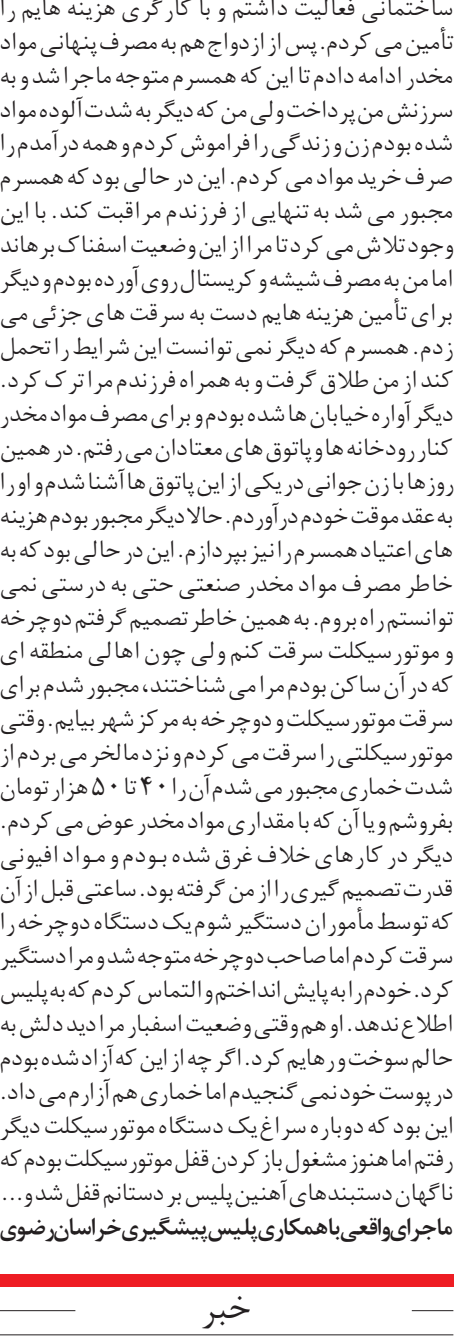 ساختمانی فعالیت داشتم و با کارگری هزینه هایم را
تأمین می کردم. پس از ازدواج هم به مصرف پنهانی مواد
مخدر ادامه دادم تا این که همسرم متوجه ماجرا شد و به
سرزنش من پرداخت ولی من که دیگر به شدت آلوده مواد
شده بودم زن و زندگی را فراموش کردم و همه درآمدم را
صرف خرید مواد می کردم. این در حالی بود که همسرم
مجبور می شد به تنهایی از فرزندم مراقبت کند. با این
وجود تلاش می کرد تا مرا از این وضعیت اسفناک برهاند
اما من به مصرف شیشه و کریستال روی آورده بودم و دیگر
برای تأمین هزینه هایم دست به سرقت های جزئی می
زدم. همسرم که دیگر نمی توانست این شرایط را تحمل
کند از من طلاق گرفت و به همراه فرزندم مرا ترک کرد.
دیگر آواره خیابان ها شده بودم و برای مصرف مواد مخدر
کنار رودخانه ها و پاتوق های معتادان می رفتم. در همین
روزها با زن جوانی در یکی از این پاتوق ها آشنا شدم و او را
به عقد موقت خودم درآوردم. حالا دیگر مجبور بودم هزینه
های اعتیاد همسرم را نیز بپردازم. این در حالی بود که به
خاطر مصرف مواد مخدر صنعتی حتی به درستی نمی
توانستم راه بروم. به همین خاطر تصمیم گرفتم دوچرخه
و موتورسیکلت سرقت کنم ولی چون اهالی منطقه ای
که در آن ساکن بودم مرا می شناختند، مجبور شدم برای
سرقت موتورسیکلت و دوچرخه به مرکز شهر بیایم. وقتی
موتورسیکلتی را سرقت می کردم و نزد مالخر می بردم از
شدت خماری مجبور می شدم آن را ۴۰ تا ۵۰ هزار تومان
بفروشم و یا آن که با مقداری مواد مخدر عوض می کردم.
دیگر در کارهای خلاف غرق شده بودم و مواد افیونی
قدرت تصمیم گیری را از من گرفته بود. ساعتی قبل از آن
که توسط مأموران دستگیر شوم یک دستگاه دوچرخه را
سرقت کردم اما صاحب دوچرخه متوجه شد و مرا دستگیر
کرد. خودم را به پایش انداختم و التماس کردم که به پلیس
اطلاع ندهد. او هم وقتی وضعیت اسفبار مرا دید دلش به
حالم سوخت و رهایم کرد. اگر چه از این که آزاد شده بودم
در پوست خود نمی گنجیدم اما خماری هم آزارم می داد.
این بود که دوباره سراغ یک دستگاه موتورسیکلت دیگر
رفتم اما هنوز مشغول باز کردن قفل موتورسیکلت بودم که
ناگهان دستبندهای آهنین پلیس بر دستانم قفل شد و...
ماجرای واقعی با همکاری پلیس پیشگیری خراسان رضوی
خبر